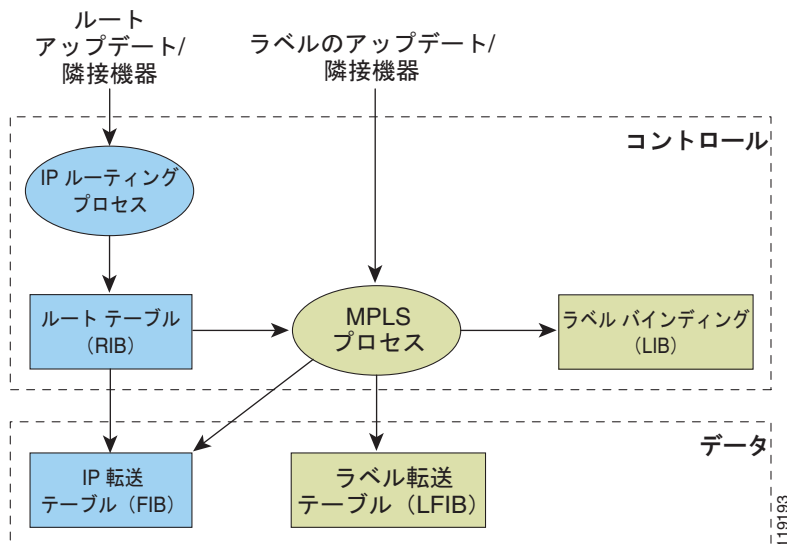 ルート
アップデート/
隣接機器
ラベルのアップデート/
隣接機器
コントロール
IP ルーティング
プロセス
ルート テーブル
（RIB）
MPLS
プロセス
ラベル バインディング
（LIB）
データ
IP 転送
テーブル（FIB）
ラベル転送
テーブル（LFIB）
119193